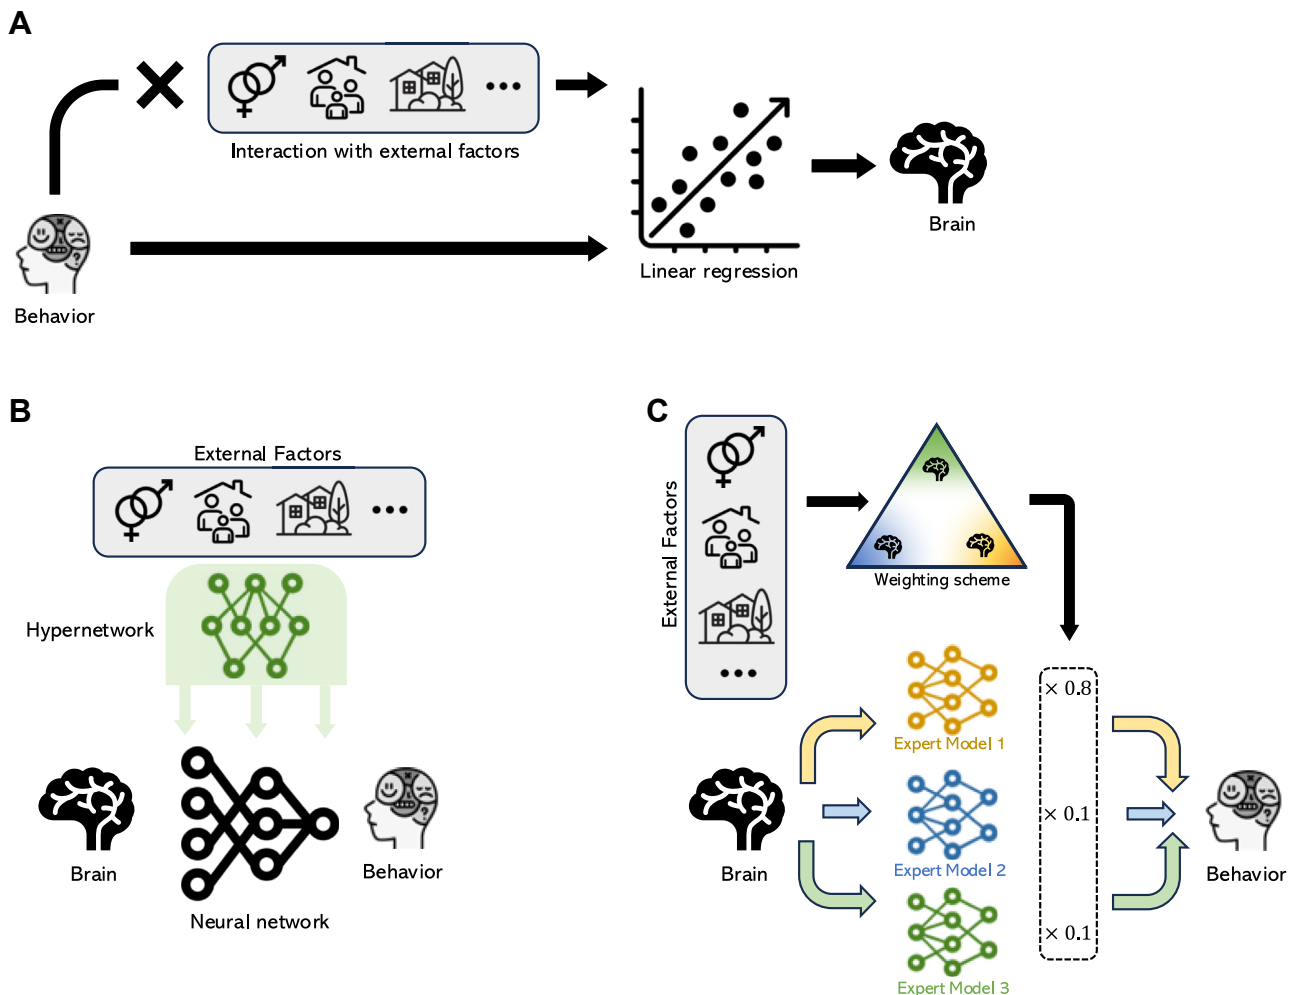 A
Interaction with external factors
Behavior
Linear regression
Brain
B
External Factors
Hypernetwork
Brain
Behavior
Neural network
C
External Factors
Weighting scheme
× 0.8
Expert Model 1
× 0.1
Brain
Expert Model 2
Behavior
× 0.1
Expert Model 3